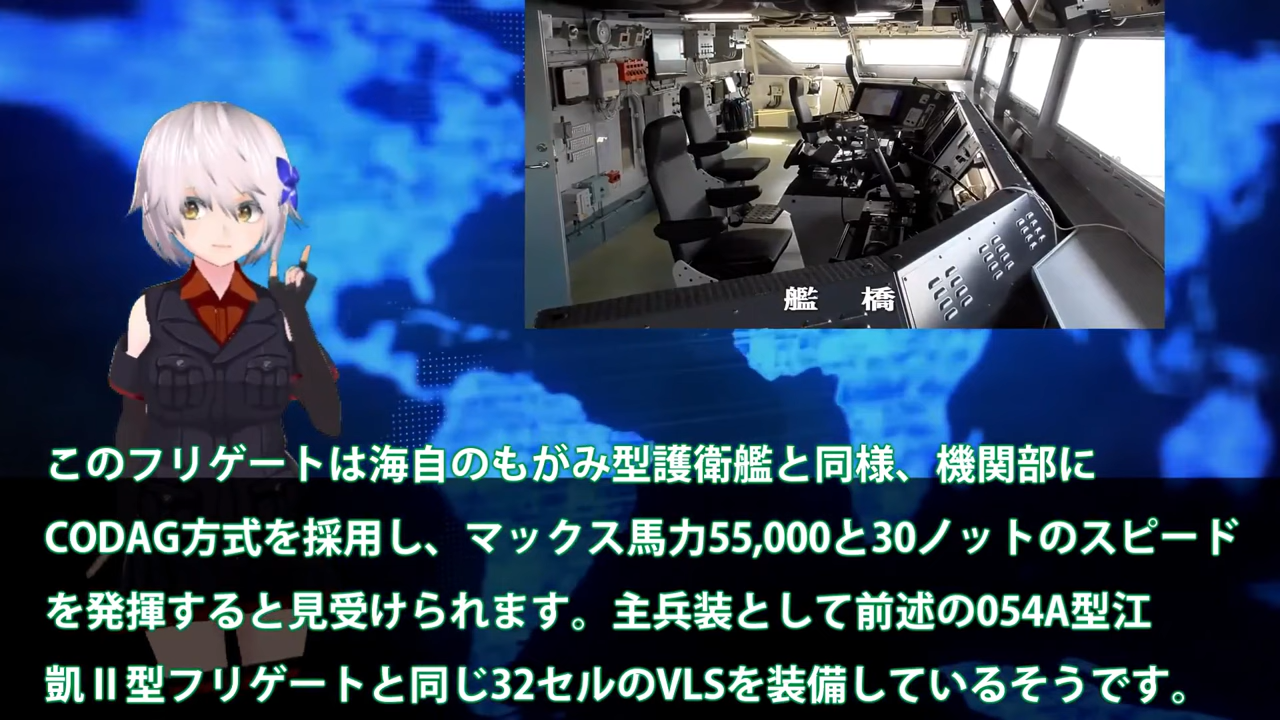 艦　橋
このフリゲートは海自のもがみ型護衛艦と同様、機関部に
CODAG方式を採用し、マックス馬力55,000と30ノットのスピード
を発揮すると見受けられます。主兵装として前述の054A型江
凱Ⅱ型フリゲートと同じ32セルのVLSを装備しているそうです。